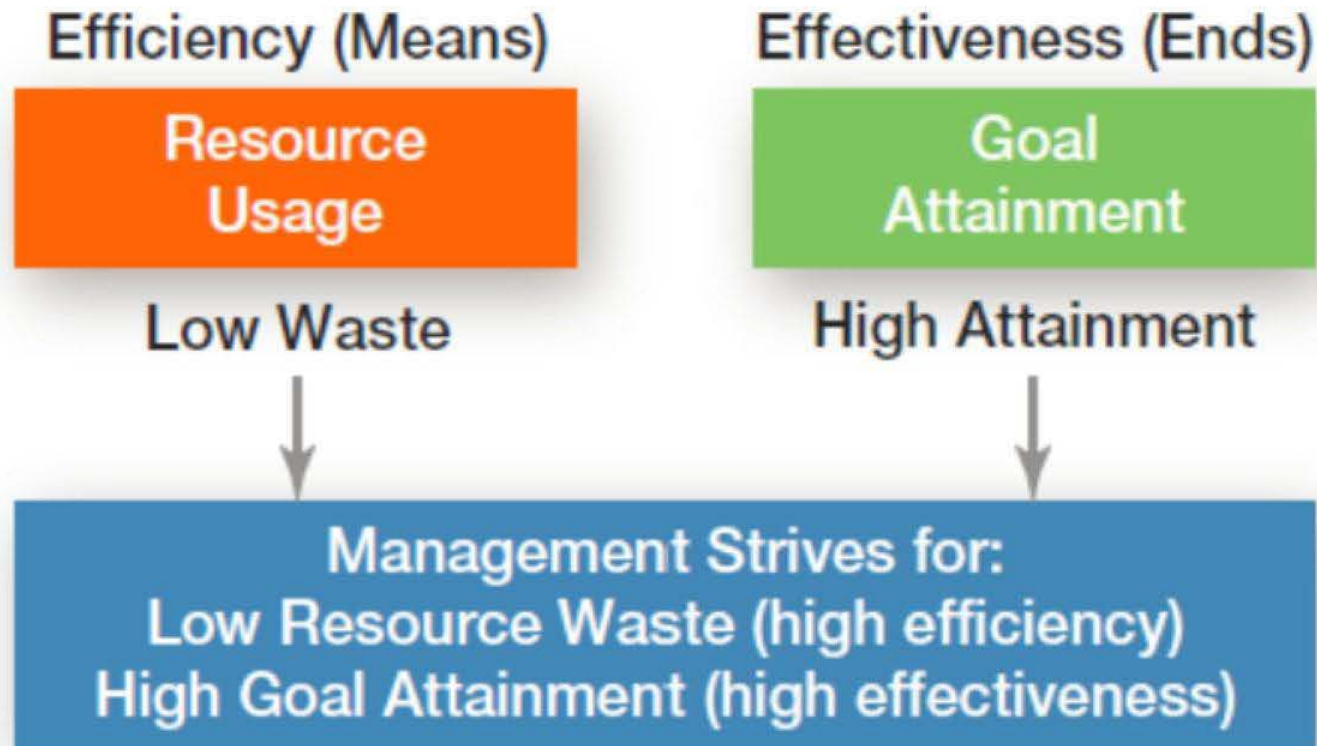 Efficiency (Means)
Resource
Usage
Low Waste
Effectiveness (Ends)
Goal
Attainment
High Attainment
Management Strives for:
Low Resource Waste (high efficiency)
High Goal Attainment (high effectiveness)